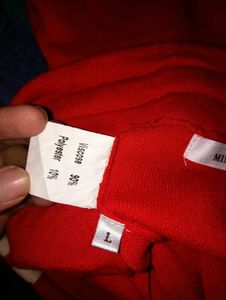 Viscose 90%
Polyester 10%
L